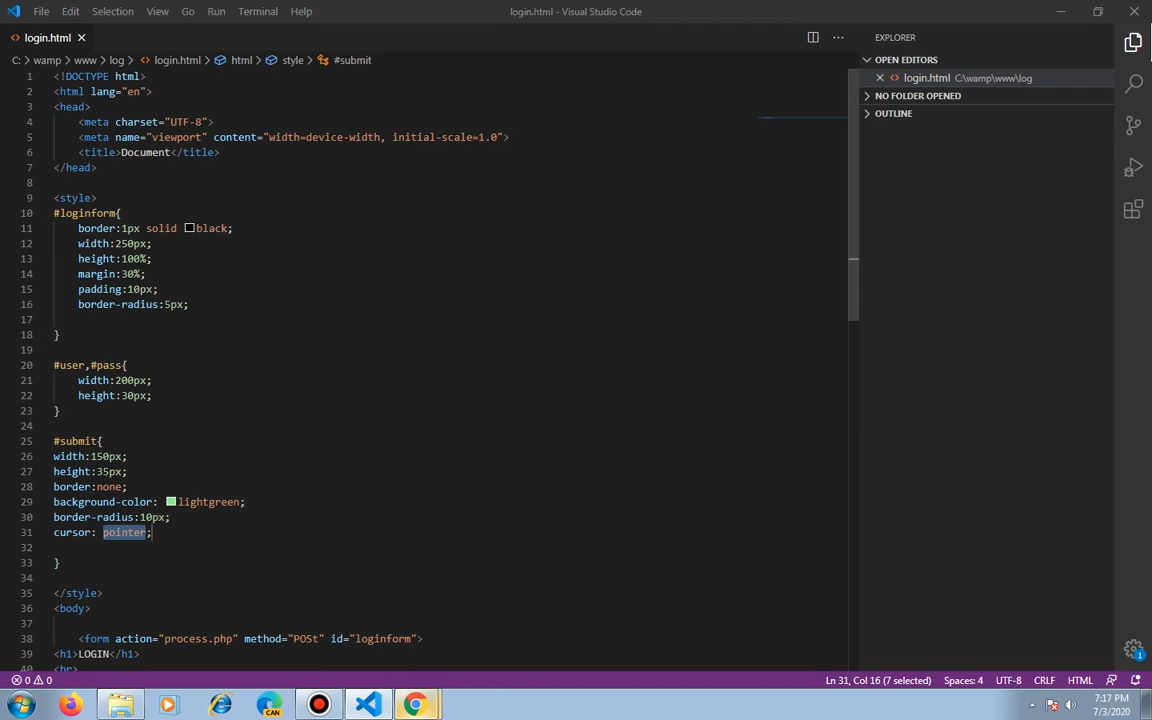 File Edit Selection View Go Run Terminal Help
login.html - Visual Studio Code
login.html
C: > wamp > www > log > login.html > html > style > #submit
1 <!DOCTYPE html>
2 <html lang="en">
3 <head>
4 <meta charset="UTF-8">
5 <meta name="viewport" content="width=device-width, initial-scale=1.0">
6 <title>Document</title>
7 </head>
8
9 <style>
10 #loginform{
11 border:1px solid black;
12 width:250px;
13 height:100%;
14 margin:30%;
15 padding:10px;
16 border-radius:5px;
17
18 }
19
20 #user,#pass{
21 width:200px;
22 height:30px;
23 }
24
25 #submit{
26 width:150px;
27 height:35px;
28 border:none;
29 background-color: lightgreen;
30 border-radius:10px;
31 cursor: pointer;
32
33 }
34
35 </style>
36 <body>
37
38 <form action="process.php" method="POSt" id="loginform">
39 <h1>LOGIN</h1>
40 <hr>
EXPLORER
OPEN EDITORS
login.html C:\wamp\www\log
NO FOLDER OPENED
OUTLINE
1
0 0
Ln 31, Col 16 (7 selected) Spaces: 4 UTF-8 CRLF HTML
CAN
7:17 PM
7/3/2020